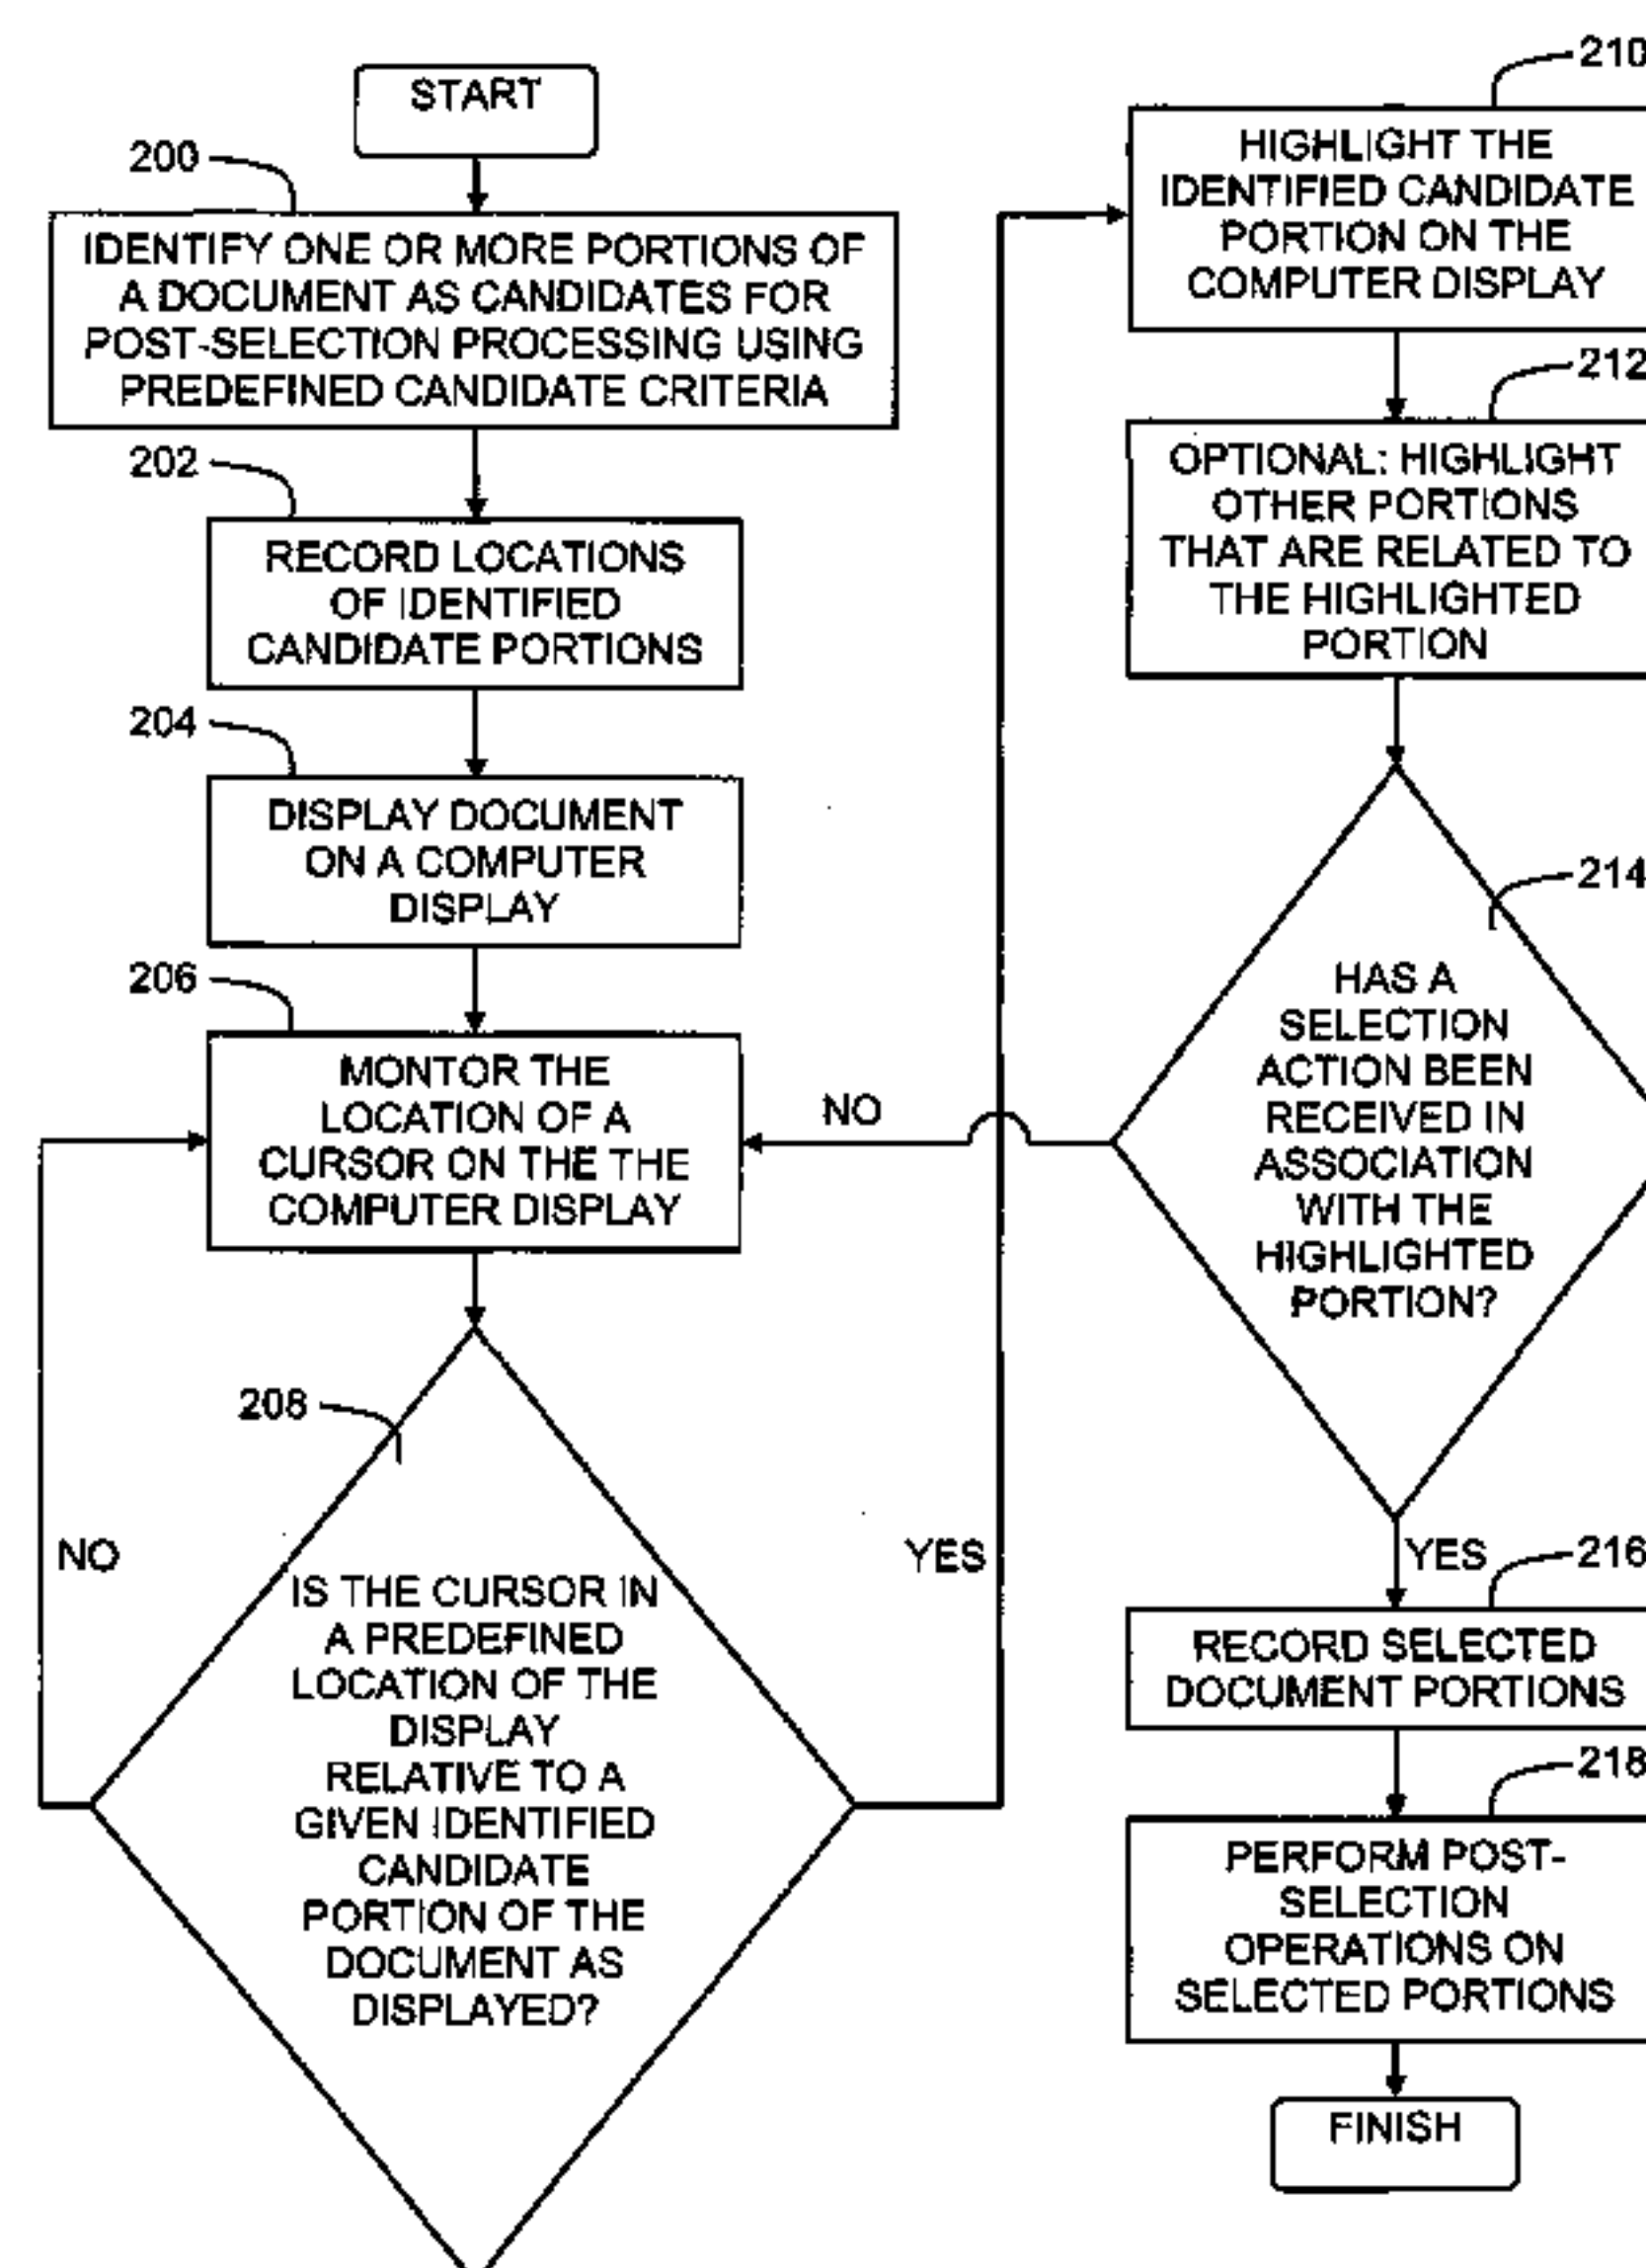 START
200
IDENTIFY ONE OR MORE PORTIONS OF
A DOCUMENT AS CANDIDATES FOR
POST-SELECTION PROCESSING USING
PREDEFINED CANDIDATE CRITERIA
202
RECORD LOCATIONS
OF IDENTIFIED
CANDIDATE PORTIONS
204
DISPLAY DOCUMENT
ON A COMPUTER
DISPLAY
206
MONTOR THE
LOCATION OF A
CURSOR ON THE THE
COMPUTER DISPLAY
208
NO
IS THE CURSOR IN
A PREDEFINED
LOCATION OF THE
DISPLAY
RELATIVE TO A
GIVEN IDENTIFIED
CANDIDATE
PORTION OF THE
DOCUMENT AS
DISPLAYED?
YES
210
HIGHLIGHT THE
IDENTIFIED CANDIDATE
PORTION ON THE
COMPUTER DISPLAY
212
OPTIONAL: HIGHLIGHT
OTHER PORTIONS
THAT ARE RELATED TO
THE HIGHLIGHTED
PORTION
214
HAS A
SELECTION
ACTION BEEN
RECEIVED IN
ASSOCIATION
WITH THE
HIGHLIGHTED
PORTION?
NO
YES
216
RECORD SELECTED
DOCUMENT PORTIONS
218
PERFORM POST-
SELECTION
OPERATIONS ON
SELECTED PORTIONS
FINISH